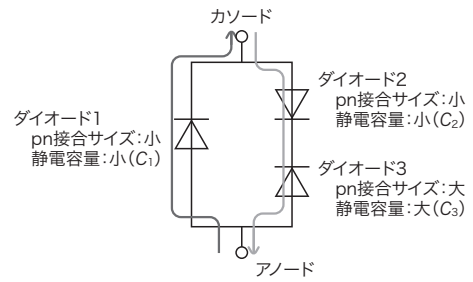 カソード
ダイオード1
pn接合サイズ：小
静電容量：小（C1）
ダイオード2
pn接合サイズ：小
静電容量：小（C2）
ダイオード3
pn接合サイズ：大
静電容量：大（C3）
アノード